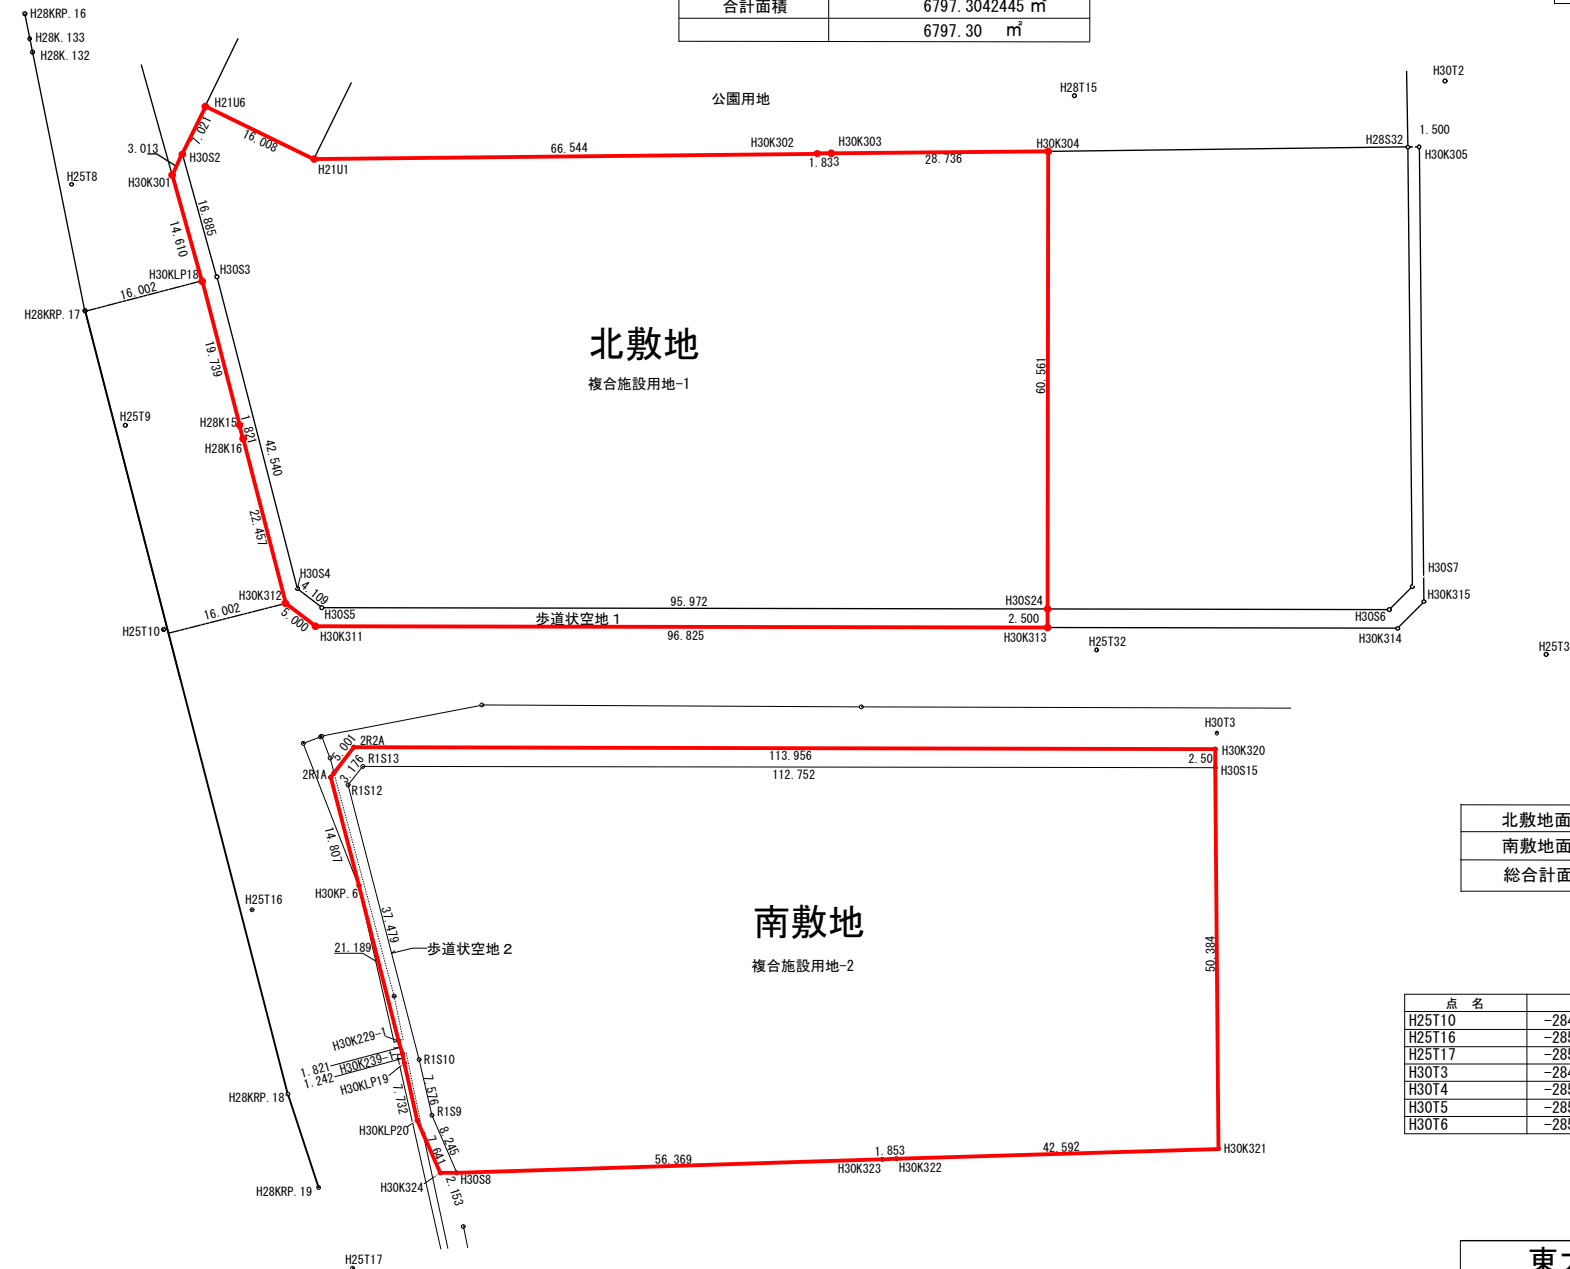 合計面積 6797.3042445 ㎡
6797.30 ㎡
H28KRP.16
H28K.133
H28K.132
H21U6
公園用地
H28T15
H30T2
7.021
16.008
3.013
H30S2
H21U1
66.544
H30K302
H30K303
1.833
28.736
H30K304
H28S32
1.500
H30K305
H25T8
H30K301
16.885
14.610
H30KLP18
H30S3
16.002
H28KRP.17
19.739
北敷地
複合施設用地-1
60.561
H25T9
H28K15
1.821
H28K16
42.540
22.457
H30S4
4.109
H30K312
16.002
5.000
H30S5
95.972
H30S24
H30S7
H30K315
H30S6
歩道状空地1
2.500
H25T10
H30K311
96.825
H30K313
H30K314
H25T32
H25T3
H30T3
5.001
2R2A
113.956
2.50
H30K320
R1S13
3.176
112.752
H30S15
2R1A
R1S12
14.807
北敷地面
南敷地面
総合計面
H30KP.6
H25T16
37.479
南敷地
歩道状空地2
21.189
複合施設用地-2
50.384
点 名
H25T10 -284
H25T16 -285
H25T17 -285
H30T3 -284
H30T4 -285
H30T5 -285
H30T6 -285
H30K229-1
1.821
H30K239-1
1.242
H30KLP19
R1S10
7.576
7.732
H28KRP.18
R1S9
H30KLP20
8.245
7.641
56.369
1.853
42.592
H30K321
H30K323
H30K322
H30K324
H30S8
2.153
H28KRP.19
H25T17